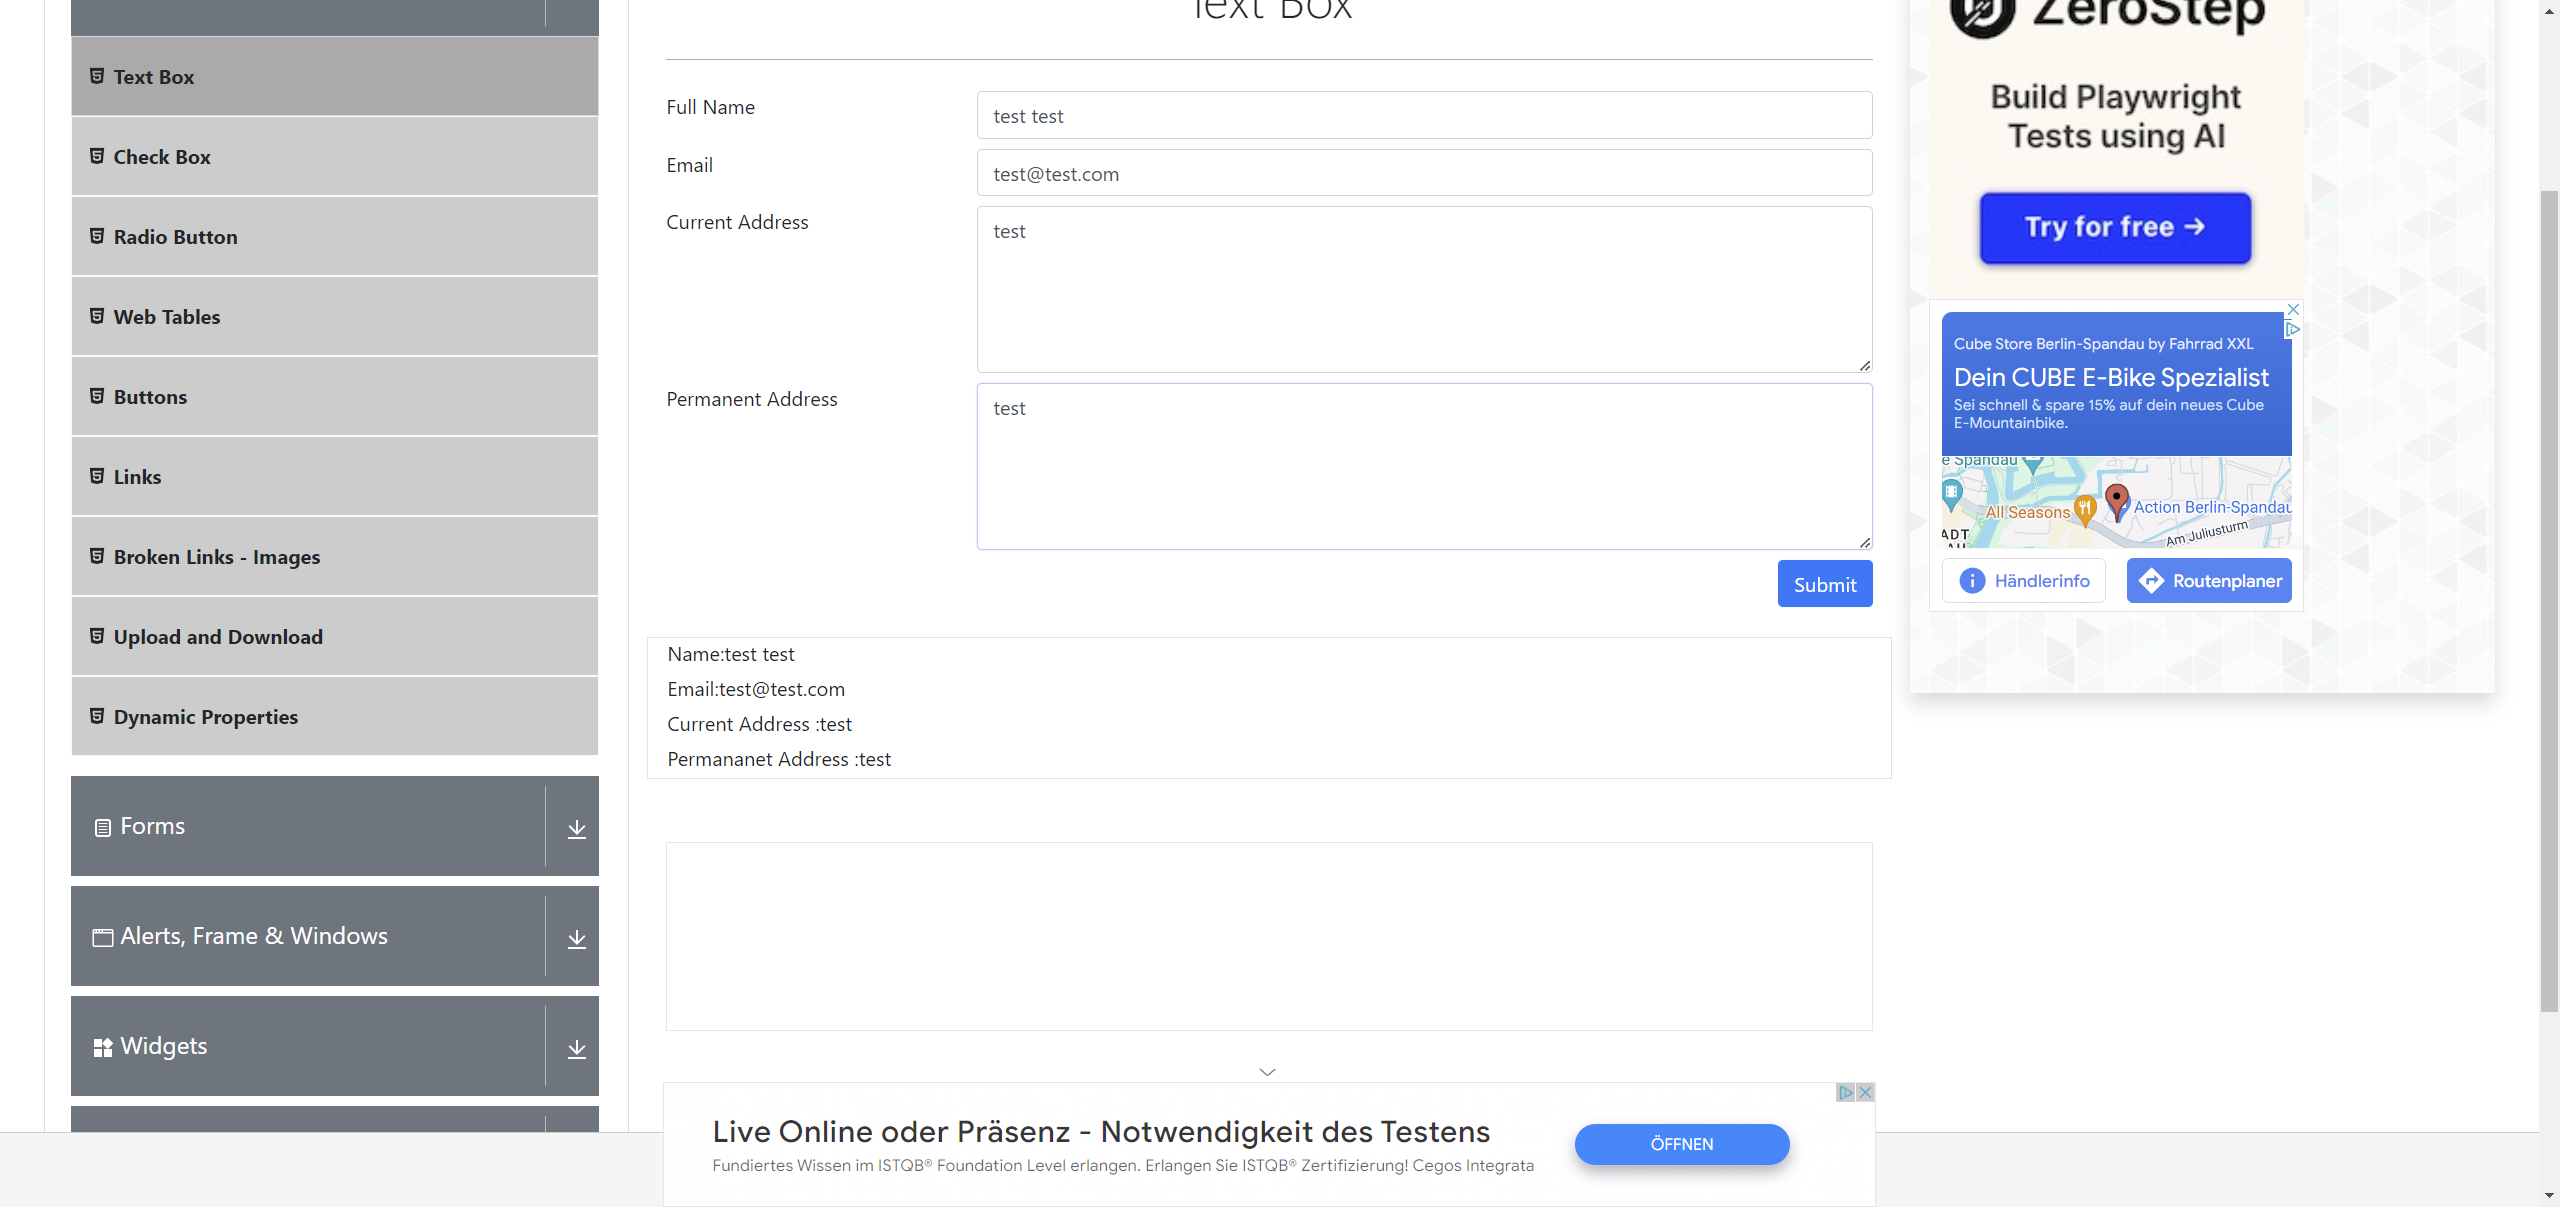 Text Box
Text Box
Check Box
Radio Button
Web Tables
Buttons
Links
Broken Links - Images
Upload and Download
Dynamic Properties
Forms
Alerts, Frame & Windows
Widgets
Full Name
test test
Email
test@test.com
Current Address
test
Permanent Address
test
Submit
Name:test test
Email:test@test.com
Current Address :test
Permananet Address :test
ZeroStep
Build Playwright
Tests using AI
Try for free →
Cube Store Berlin-Spandau by Fahrrad XXL
Dein CUBE E-Bike Spezialist
Sei schnell & spare 15% auf dein neues Cube
E-Mountainbike.
e Spandau
All Seasons
Action Berlin-Spandau
Am Juliusturm
ADT
Händlerinfo
Routenplaner
Live Online oder Präsenz - Notwendigkeit des Testens
Fundiertes Wissen im ISTQB® Foundation Level erlangen. Erlangen Sie ISTQB® Zertifizierung! Cegos Integrata
ÖFFNEN